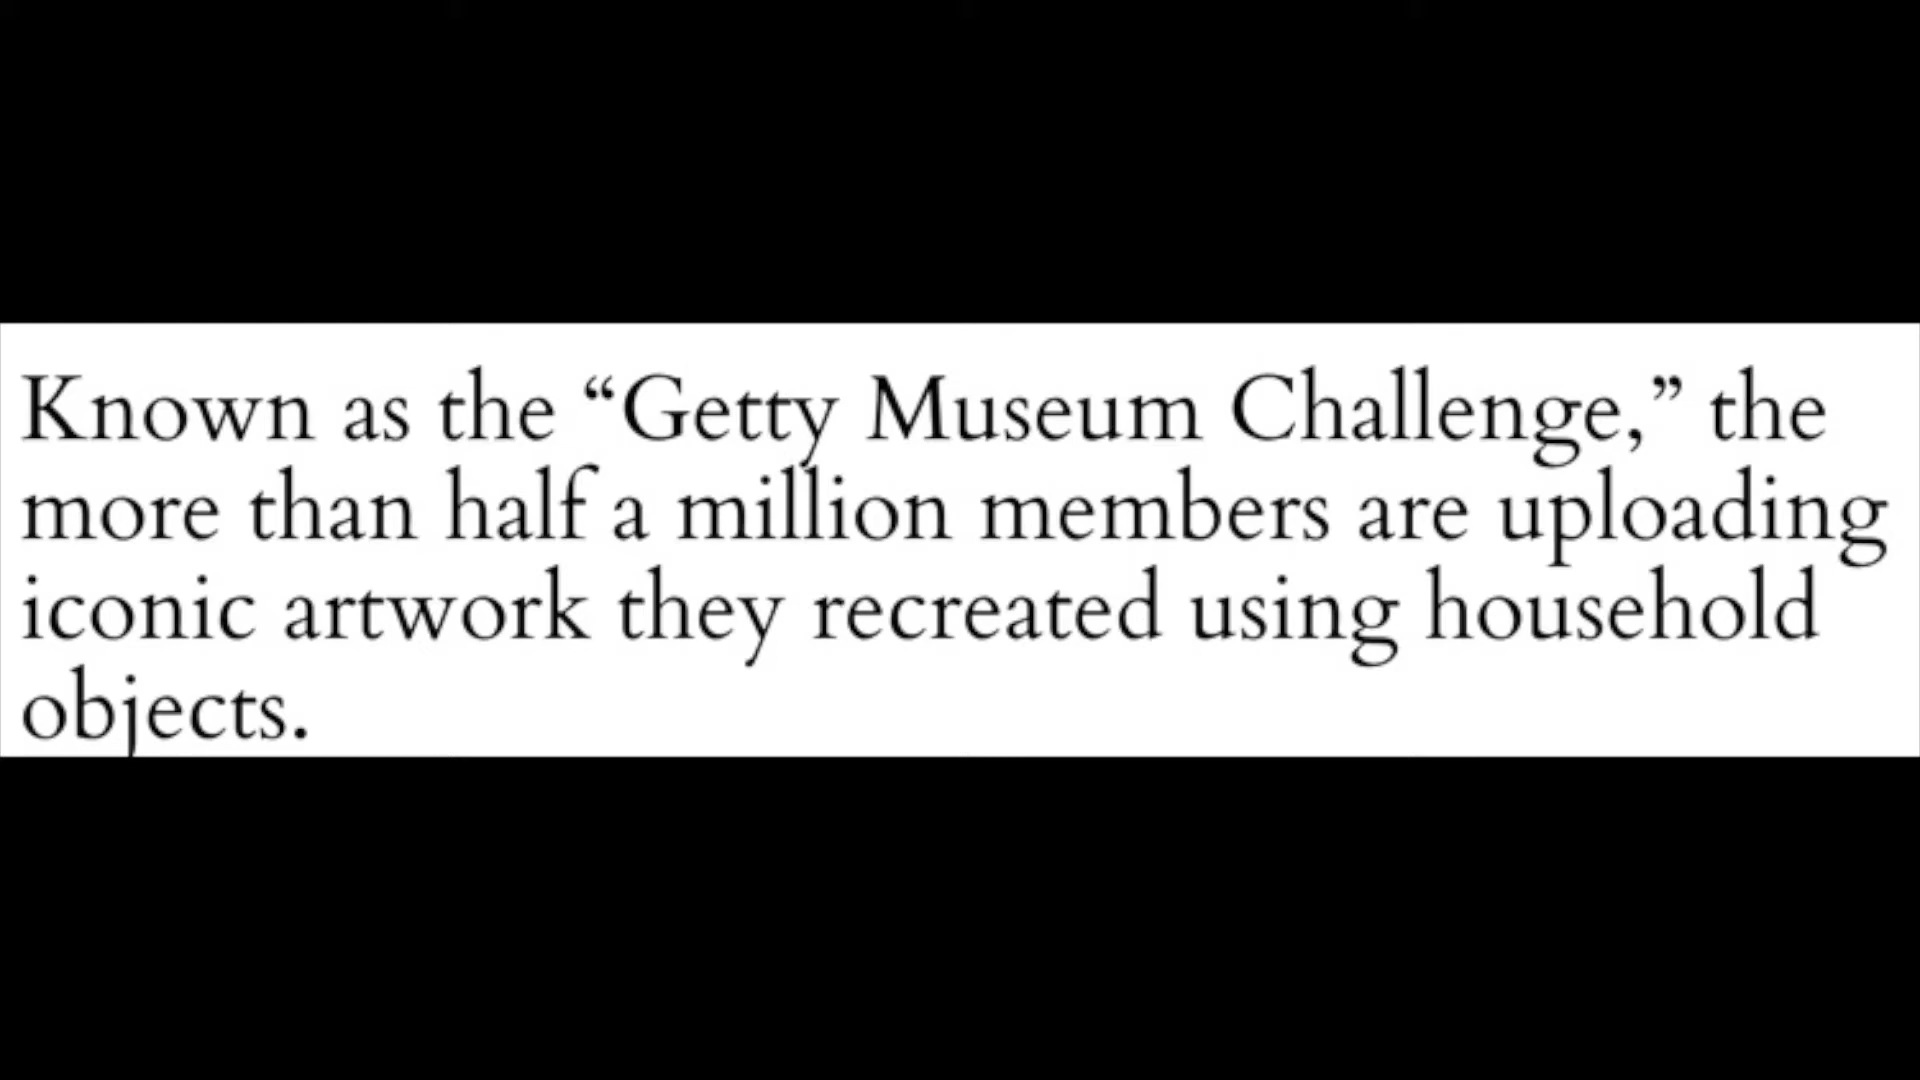 Known as the “Getty Museum Challenge,” the
more than half a million members are uploading
iconic artwork they recreated using household
objects.